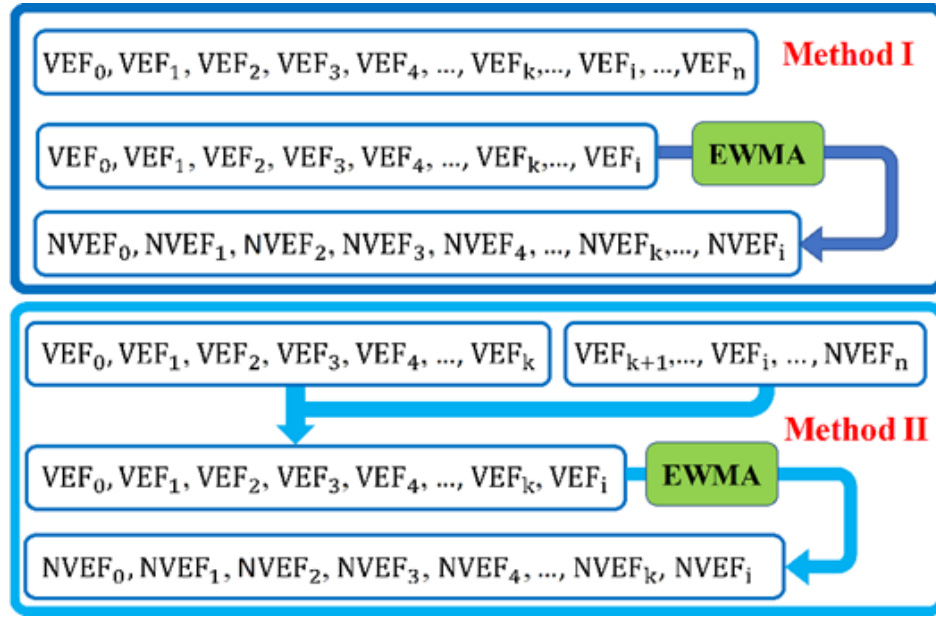 VEF₀, VEF₁, VEF₂, VEF₃, VEF₄, ..., VEFₖ,..., VEFᵢ, ...,VEFₙ
Method I
VEF₀, VEF₁, VEF₂, VEF₃, VEF₄, ..., VEFₖ,..., VEFᵢ
EWMA
NVEF₀, NVEF₁, NVEF₂, NVEF₃, NVEF₄, ..., NVEFₖ,..., NVEFᵢ
VEF₀, VEF₁, VEF₂, VEF₃, VEF₄, ..., VEFₖ
VEFₖ₊₁,..., VEFᵢ, ..., NVEFₙ
Method II
VEF₀, VEF₁, VEF₂, VEF₃, VEF₄, ..., VEFₖ, VEFᵢ
EWMA
NVEF₀, NVEF₁, NVEF₂, NVEF₃, NVEF₄, ..., NVEFₖ, NVEFᵢ